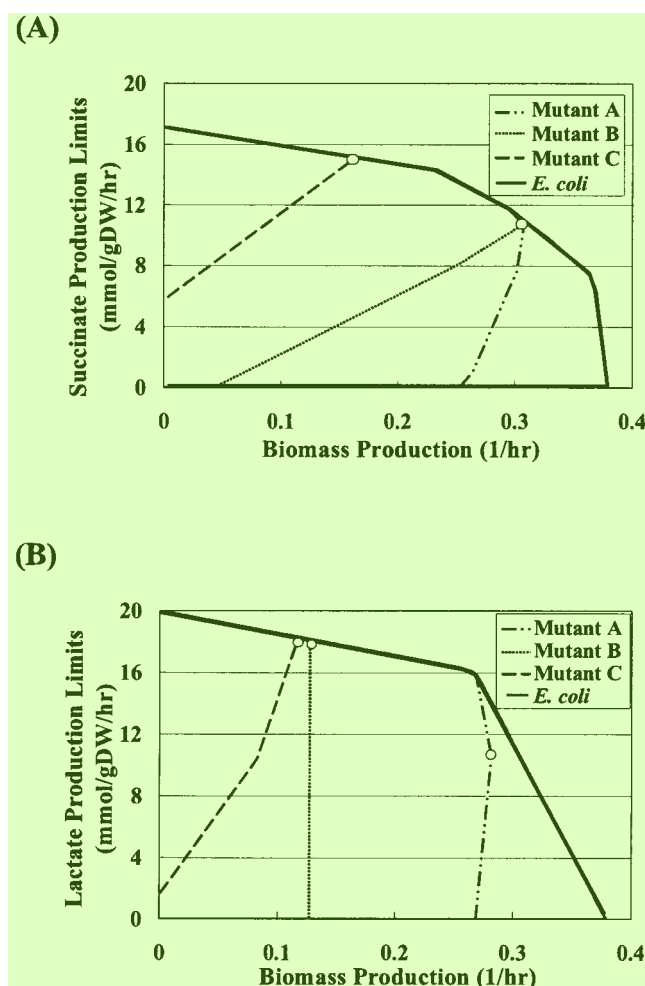 (A)
Succinate Production Limits
(mmol/gDW/hr)
20
16
12
8
4
0
0
0.1
0.2
0.3
0.4
Biomass Production (1/hr)
Mutant A
Mutant B
Mutant C
E. coli
(B)
Lactate Production Limits
(mmol/gDW/hr)
20
16
12
8
4
0
0
0.1
0.2
0.3
0.4
Biomass Production (1/hr)
Mutant A
Mutant B
Mutant C
E. coli